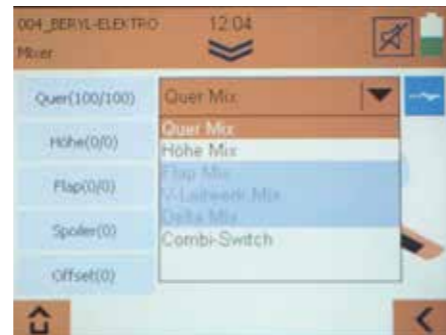 004_BERYL-ELEKTRO 12:04
Mixer
Quer(100/100)
Quer Mix
Höhe(0/0)
Flap(0/0)
Spoiler(0)
Offset(0)
Quer Mix
Höhe Mix
Flap Mix
V-Leitwerk Mix
Delta Mix
Combi-Switch